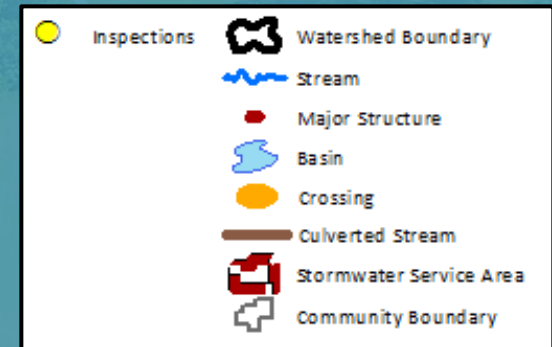 Inspections
Watershed Boundary
Stream
Major Structure
Basin
Crossing
Culverted Stream
Stormwater Service Area
Community Boundary